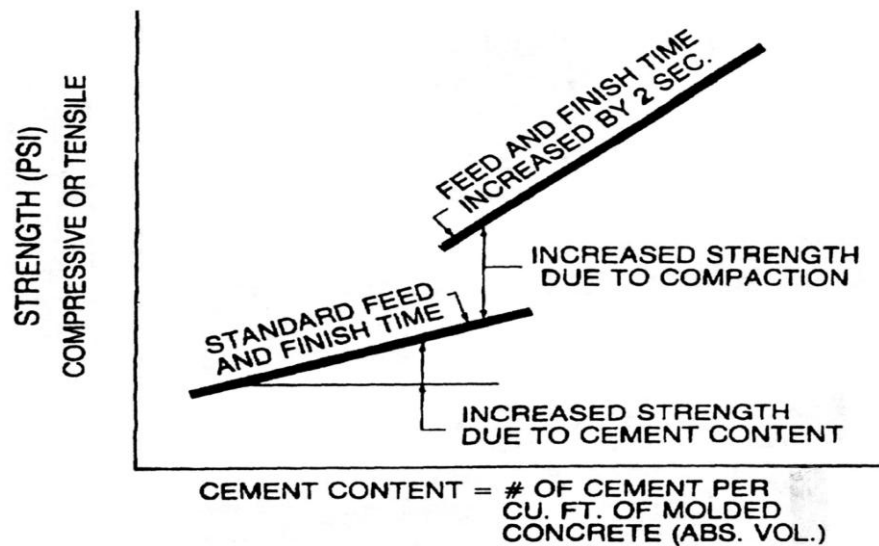 STRENGTH (PSI)
COMPRESSIVE OR TENSILE
FEED AND FINISH TIME
INCREASED BY 2 SEC.
INCREASED STRENGTH
DUE TO COMPACTION
STANDARD FEED
AND FINISH TIME
INCREASED STRENGTH
DUE TO CEMENT CONTENT
CEMENT CONTENT = # OF CEMENT PER
CU. FT. OF MOLDED
CONCRETE (ABS. VOL.)